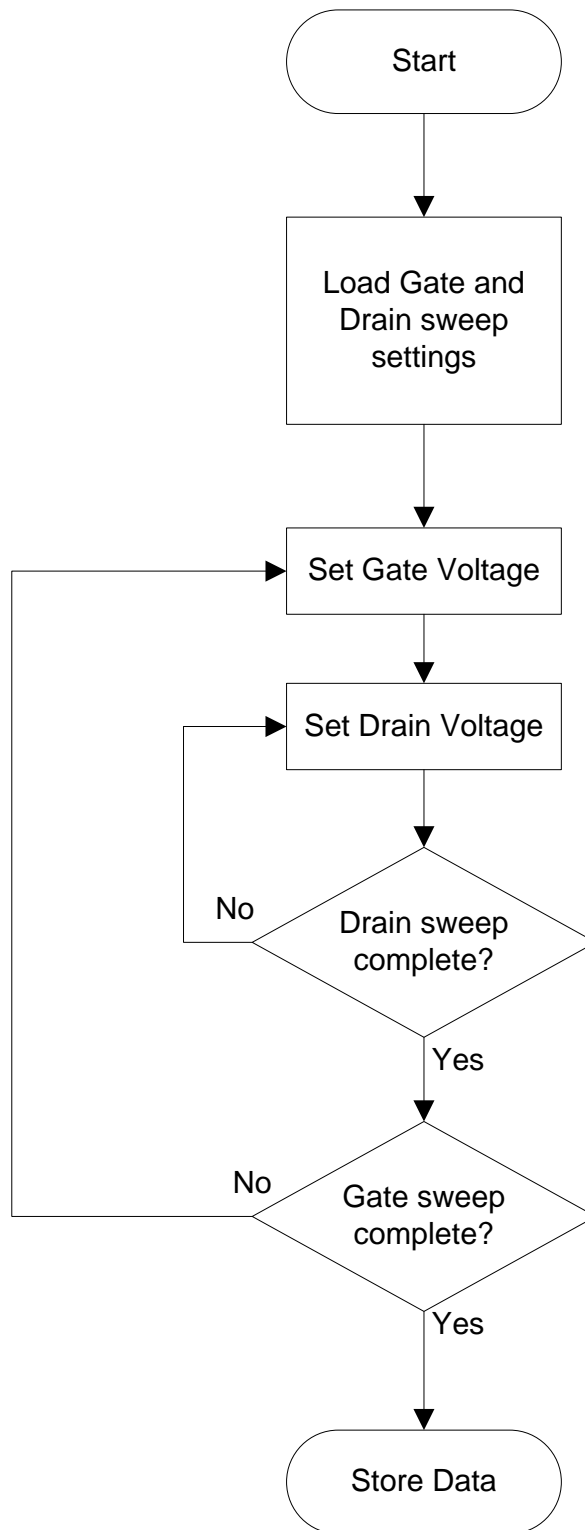 Start
Load Gate and
Drain sweep
settings
Set Gate Voltage
Set Drain Voltage
No
Drain sweep
complete?
Yes
No
Gate sweep
complete?
Yes
Store Data